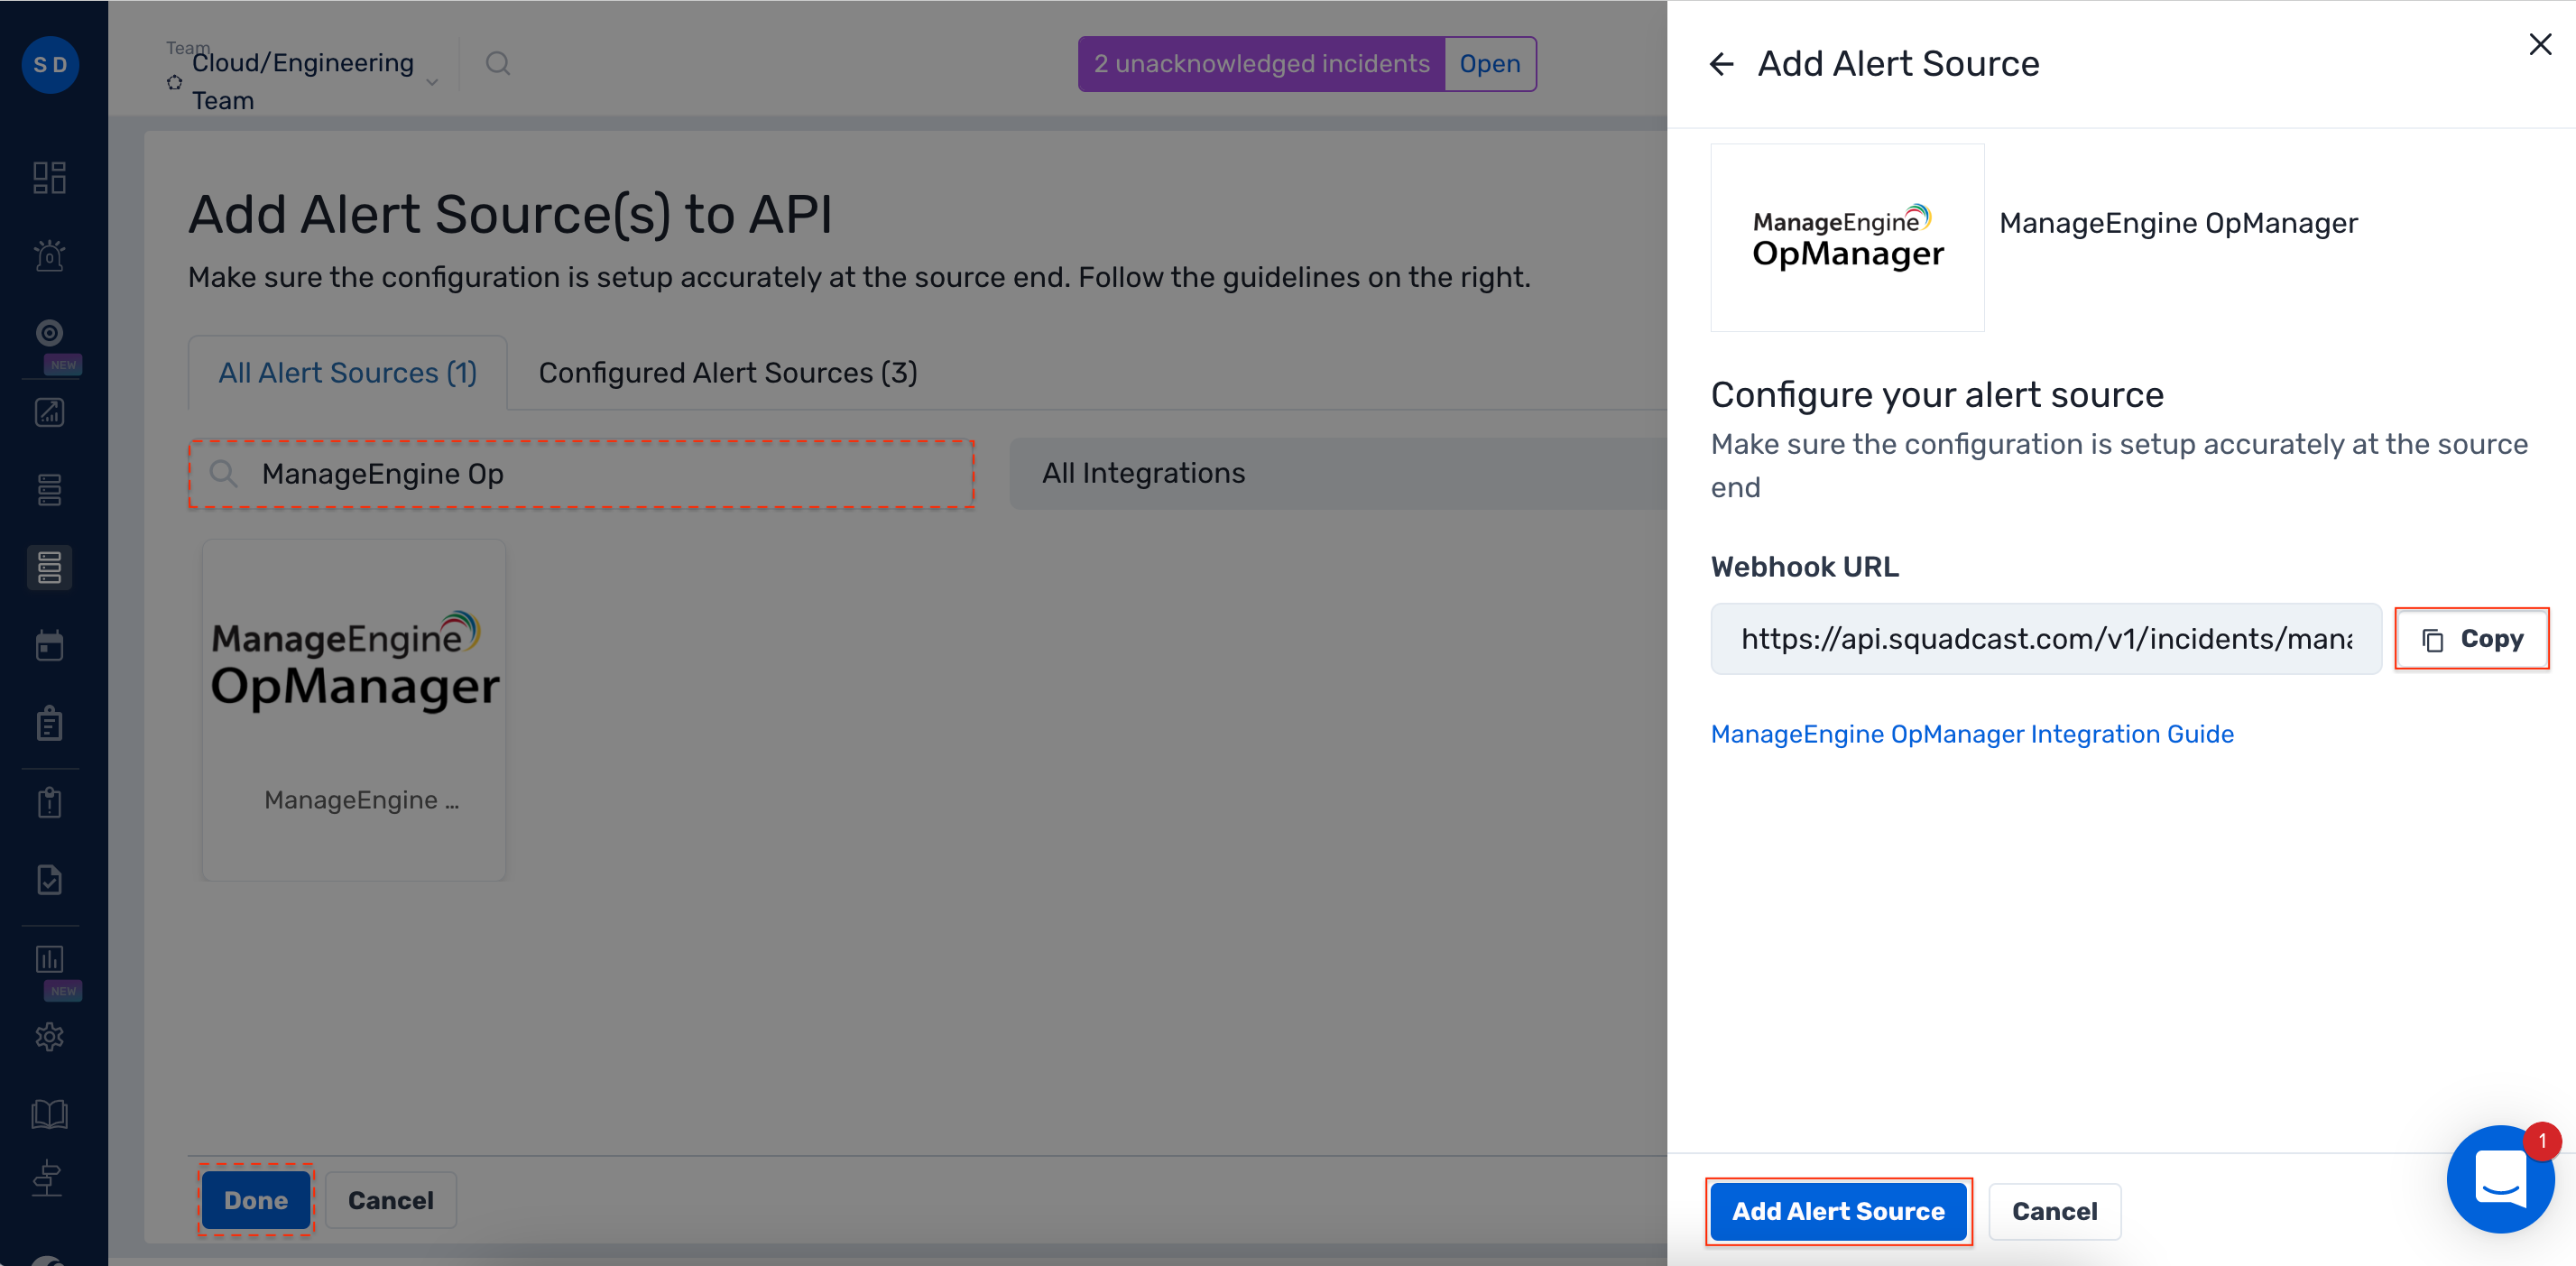 S D
NEW
NEW
Team
Cloud/Engineering
Team
2 unacknowledged incidents
Open
Add Alert Source(s) to API
Make sure the configuration is setup accurately at the source end. Follow the guidelines on the right.
All Alert Sources (1)
Configured Alert Sources (3)
ManageEngine Op
All Integrations
ManageEngine
OpManager
ManageEngine ...
Done
Cancel
Add Alert Source
ManageEngine
OpManager
ManageEngine OpManager
Configure your alert source
Make sure the configuration is setup accurately at the source
end
Webhook URL
https://api.squadcast.com/v1/incidents/mana
Copy
ManageEngine OpManager Integration Guide
Add Alert Source
Cancel
1